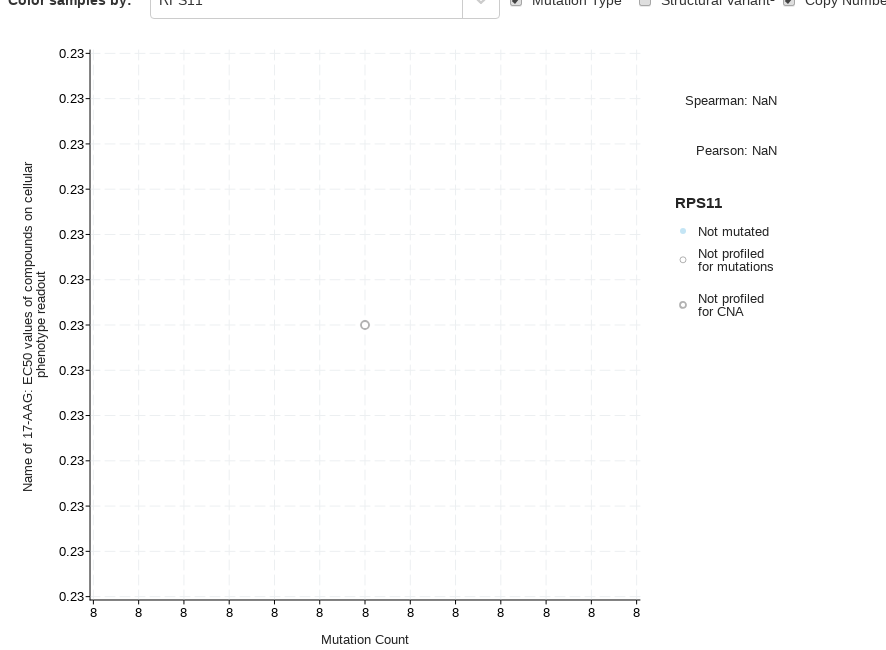 Color samples by:
RPS11
Mutation Type
Structural Variant
Copy Numbe
0.23
0.23
0.23
0.23
0.23
0.23
0.23
0.23
0.23
0.23
0.23
0.23
0.23
Name of 17-AAG: EC50 values of compounds on cellular
phenotype readout
8 8 8 8 8 8 8 8 8 8 8 8 8
Mutation Count
Spearman: NaN
Pearson: NaN
RPS11
Not mutated
Not profiled
for mutations
Not profiled
for CNA